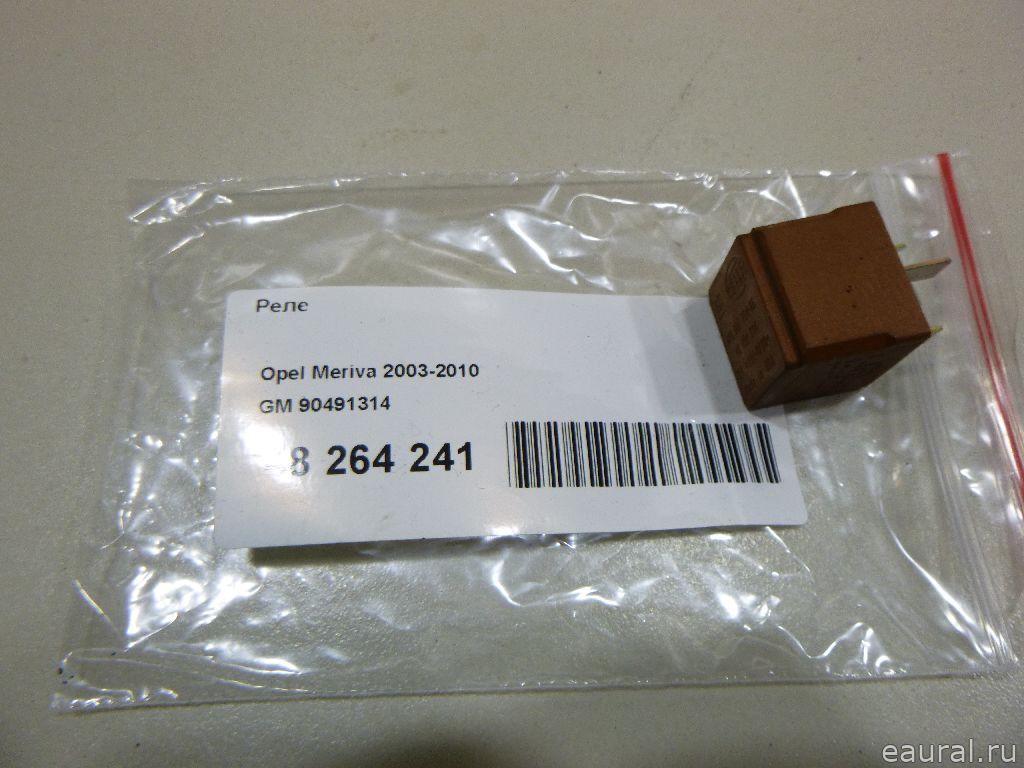 Реле
Opel Meriva 2003-2010
GM 90491314
8 264 241
eaural.ru